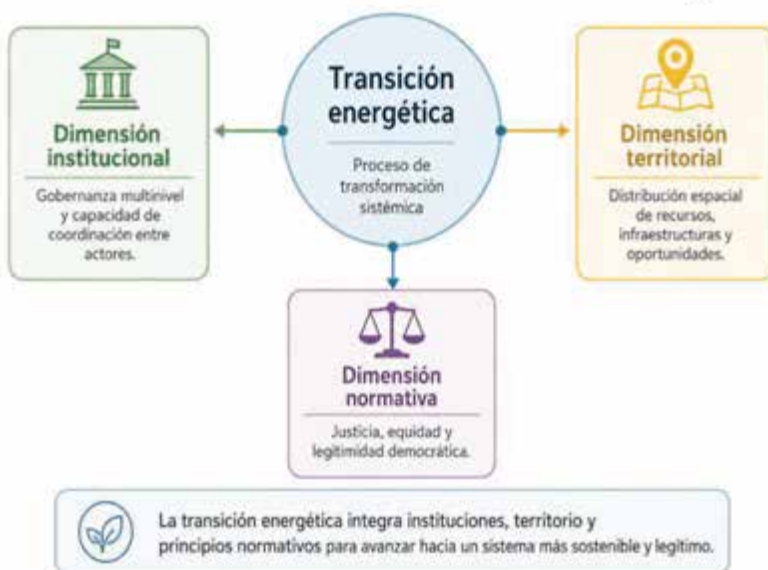 Transición
energética
Proceso de
transformación
sistémica
Dimensión
institucional
Gobernanza multinivel
y capacidad de
coordinación entre
actores.
Dimensión
territorial
Distribución espacial
de recursos,
infraestructuras y
oportunidades.
Dimensión
normativa
Justicia, equidad y
legitimidad democrática.
La transición energética integra instituciones, territorio y
principios normativos para avanzar hacia un sistema más sostenible y legítimo.